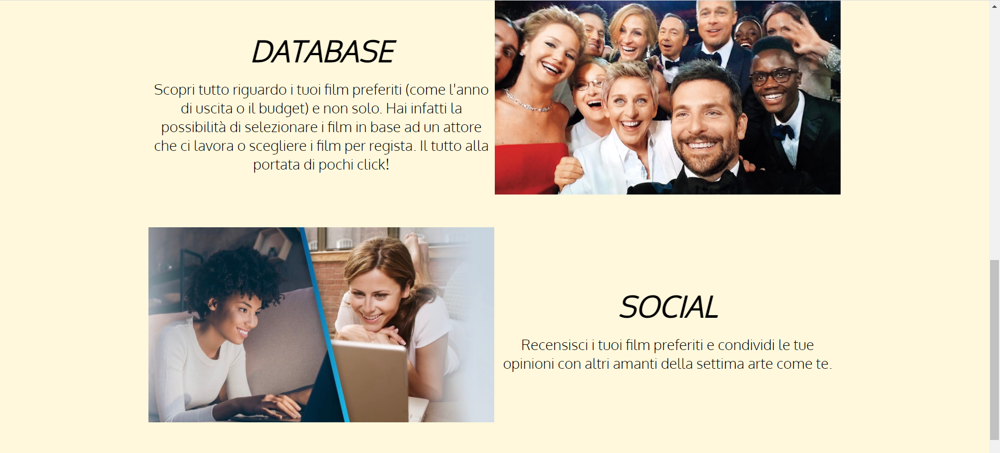 DATABASE
Scopri tutto riguardo i tuoi film preferiti (come l'anno
di uscita o il budget) e non solo. Hai infatti la
possibilità di selezionare i film in base ad un attore
che ci lavora o scegliere i film per regista. Il tutto alla
portata di pochi click!
SOCIAL
Recensisci i tuoi film preferiti e condividi le tue
opinioni con altri amanti della settima arte come te.